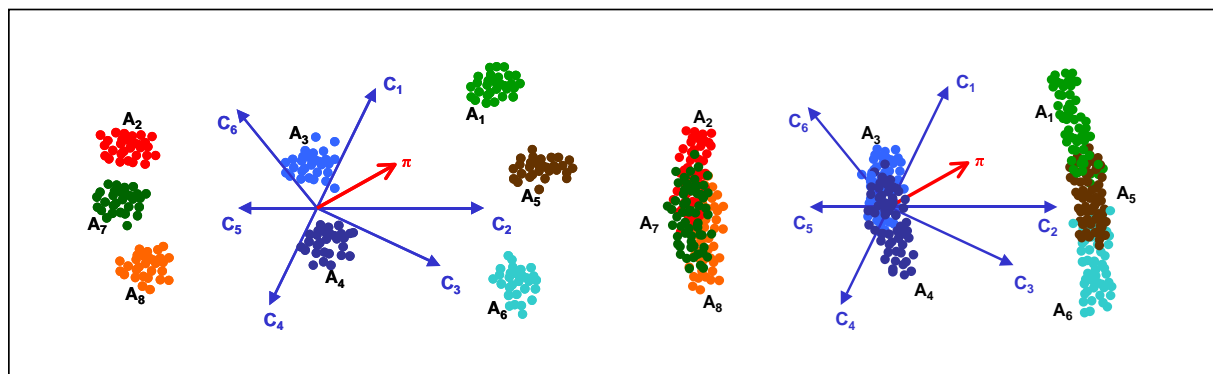 C₁
A₁
A₂
C₆
A₃
π
A₅
A₇
C₅
C₂
A₄
C₃
A₈
A₆
C₄
C₁
A₁
A₂
C₆
A₃
π
A₅
A₇
C₅
C₂
A₄
C₃
A₈
A₆
C₄